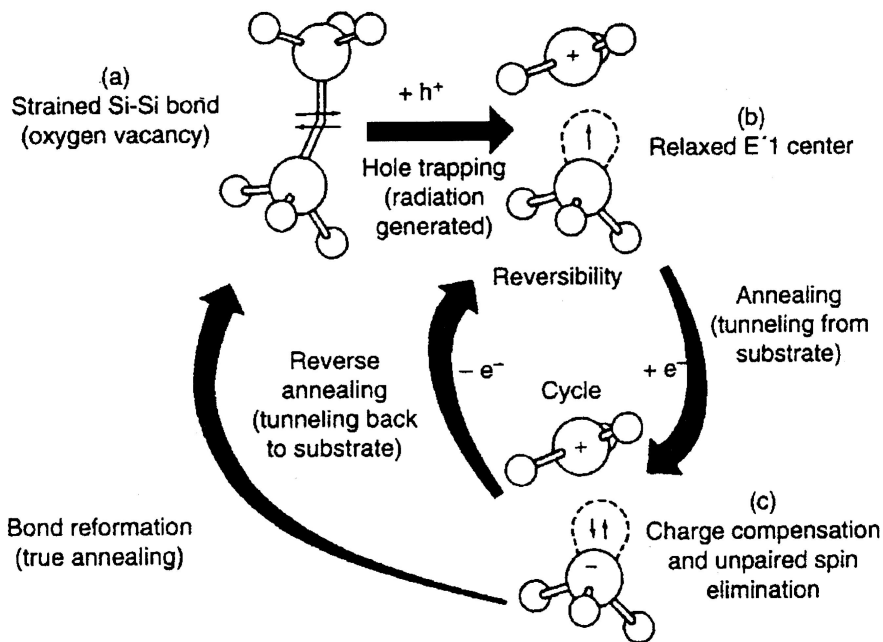 (a)
Strained Si-Si bond
(oxygen vacancy)
+ h⁺
Hole trapping
(radiation
generated)
+
(b)
Relaxed E´1 center
Reversibility
Annealing
(tunneling from
substrate)
Reverse
annealing
(tunneling back
to substrate)
− e⁻
+ e⁻
Cycle
+
Bond reformation
(true annealing)
−
(c)
Charge compensation
and unpaired spin
elimination